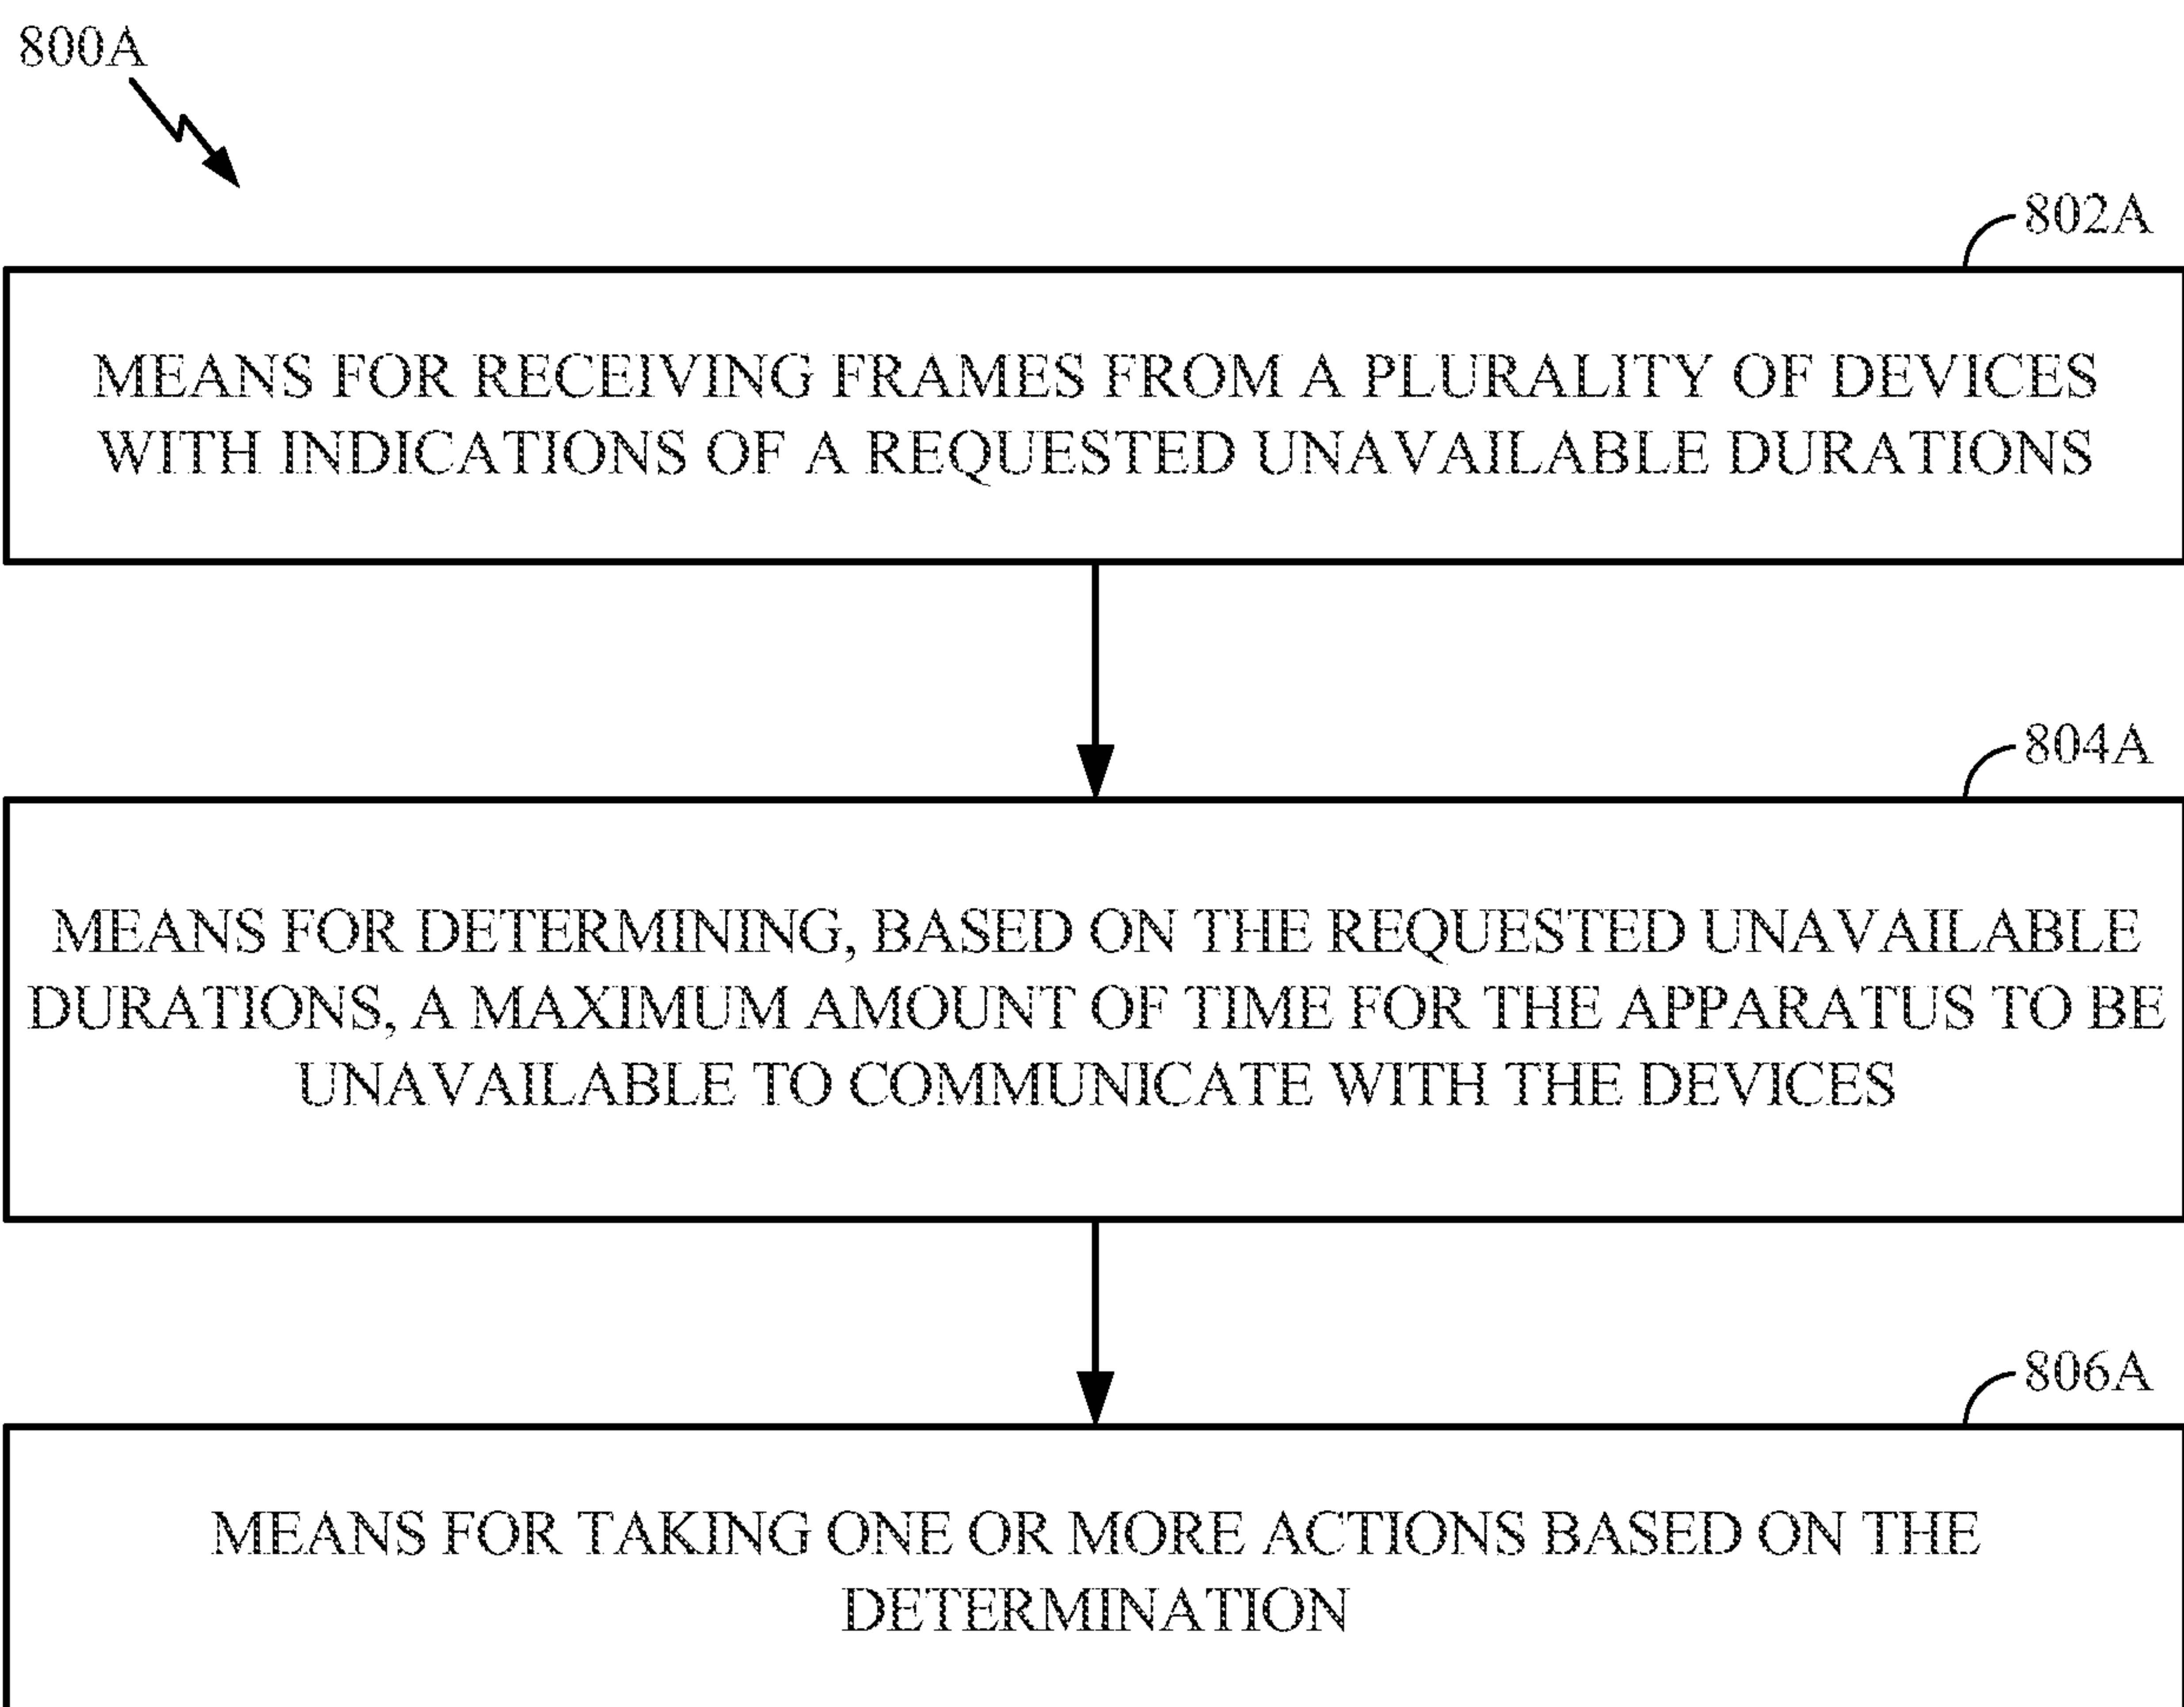 800A
802A
MEANS FOR RECEIVING FRAMES FROM A PLURALITY OF DEVICES
WITH INDICATIONS OF A REQUESTED UNAVAILABLE DURATIONS
804A
MEANS FOR DETERMINING, BASED ON THE REQUESTED UNAVAILABLE
DURATIONS, A MAXIMUM AMOUNT OF TIME FOR THE APPARATUS TO BE
UNAVAILABLE TO COMMUNICATE WITH THE DEVICES
806A
MEANS FOR TAKING ONE OR MORE ACTIONS BASED ON THE
DETERMINATION